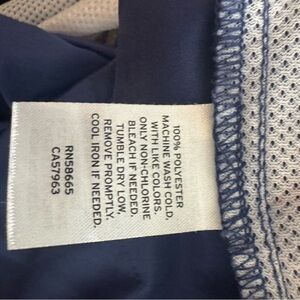 100% POLYESTER
MACHINE WASH COLD.
WITH LIKE COLORS.
ONLY NON-CHLORINE
BLEACH IF NEEDED.
TUMBLE DRY LOW.
REMOVE PROMPTLY.
COOL IRON IF NEEDED.
RN58665
CA57963